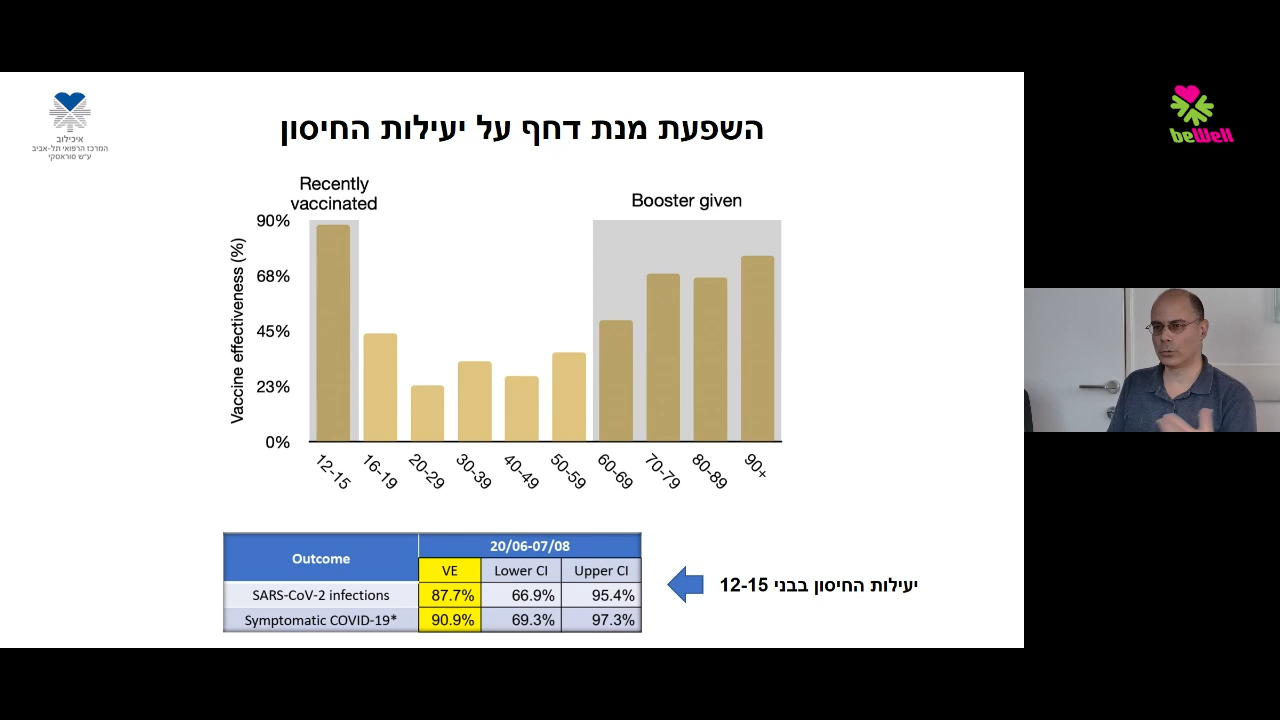 איכילוב
המרכז הרפואי תל-אביב
ע"ש סוראסקי
beWell
השפעת מנת דחף על יעילות החיסון
Recently
vaccinated
Booster given
Vaccine effectiveness (%)
90%
68%
45%
23%
0%
12-15
16-19
20-29
30-39
40-49
50-59
60-69
70-79
80-89
90+
Outcome 20/06-07/08
VE Lower CI Upper CI
SARS-CoV-2 infections 87.7% 66.9% 95.4%
Symptomatic COVID-19* 90.9% 69.3% 97.3%
יעילות החיסון בבני 12-15